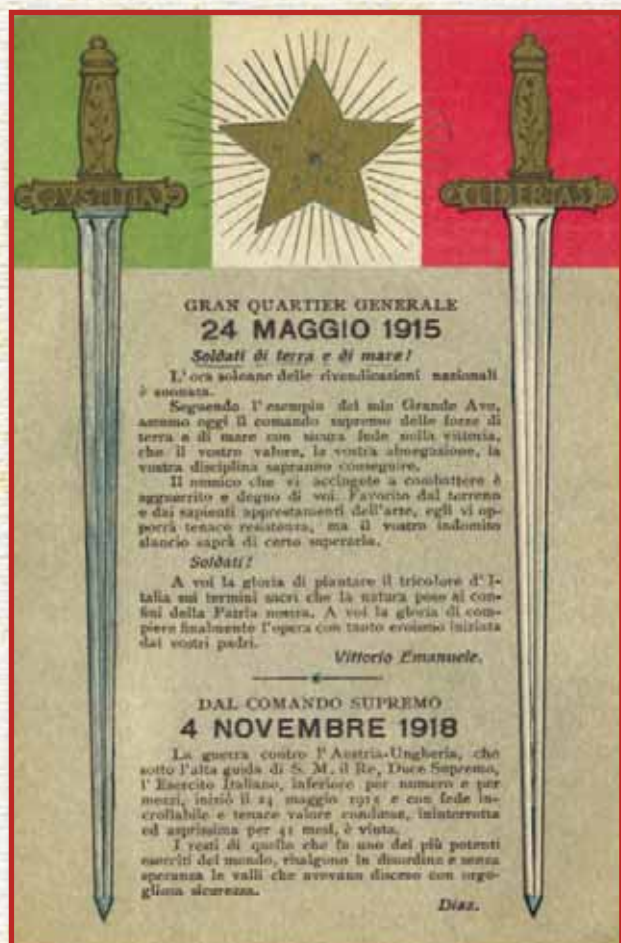 IVSTITIA
LIBERTAS
GRAN QUARTIER GENERALE
24 MAGGIO 1915
Soldati di terra e di mare!
L'ora solenne delle rivendicazioni nazionali
è suonata.
Seguendo l'esempio del mio Grande Avo,
assumo oggi il comando supremo delle forze di
terra e di mare con sicura fede nella vittoria,
che il vostro valore, la vostra abnegazione, la
vostra disciplina sapranno conseguire.
Il nemico che vi accingete a combattere è
agguerrito e degno di voi. Favorito dal terreno
e dai sapienti apprestamenti dell'arte, egli vi op-
porrà tenace resistenza, ma il vostro indomito
slancio saprà di certo superarla.
Soldati!
A voi la gloria di piantare il tricolore d'I-
talia sui termini sacri che la natura pose ai con-
fini della Patria nostra. A voi la gloria di com-
piere finalmente l'opera con tanto eroismo iniziata
dai vostri padri.
Vittorio Emanuele.
DAL COMANDO SUPREMO
4 NOVEMBRE 1918
La guerra contro l'Austria-Ungheria, che
sotto l'alta guida di S. M. il Re, Duce Supremo,
l'Esercito Italiano, inferiore per numero e per
mezzi, iniziò il 24 maggio 1915 e con fede in-
crollabile e tenace valore condusse, ininterrotta
ed asprissima per 41 mesi, è vinta.
I resti di quello che fu uno dei più potenti
eserciti del mondo, risalgono in disordine e senza
speranza le valli che avevano disceso con orgo-
gliosa sicurezza.
Diaz.